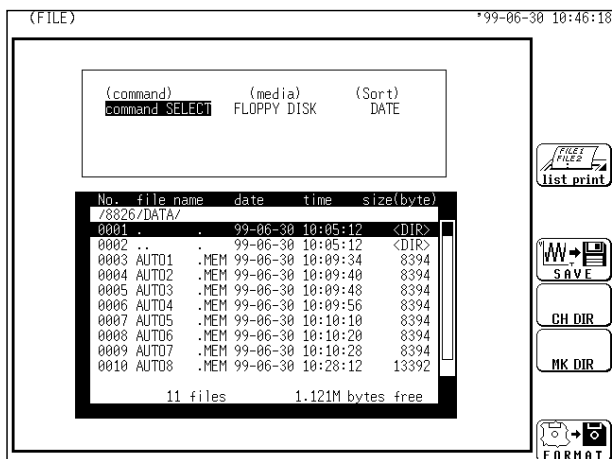 (FILE) '99-06-30 10:46:18
(command) (media) (Sort)
command SELECT FLOPPY DISK DATE
FILE1
FILE2
list print
No. file name date time size(byte)
/8826/DATA/
0001 . . 99-06-30 10:05:12 <DIR>
0002 .. . 99-06-30 10:05:12 <DIR>
0003 AUTO1 .MEM 99-06-30 10:09:34 8394
0004 AUTO2 .MEM 99-06-30 10:09:40 8394
0005 AUTO3 .MEM 99-06-30 10:09:48 8394
0006 AUTO4 .MEM 99-06-30 10:09:56 8394
0007 AUTO5 .MEM 99-06-30 10:10:10 8394
0008 AUTO6 .MEM 99-06-30 10:10:20 8394
0009 AUTO7 .MEM 99-06-30 10:10:28 8394
0010 AUTO8 .MEM 99-06-30 10:28:12 13392
11 files 1.121M bytes free
SAVE
CH DIR
MK DIR
FORMAT